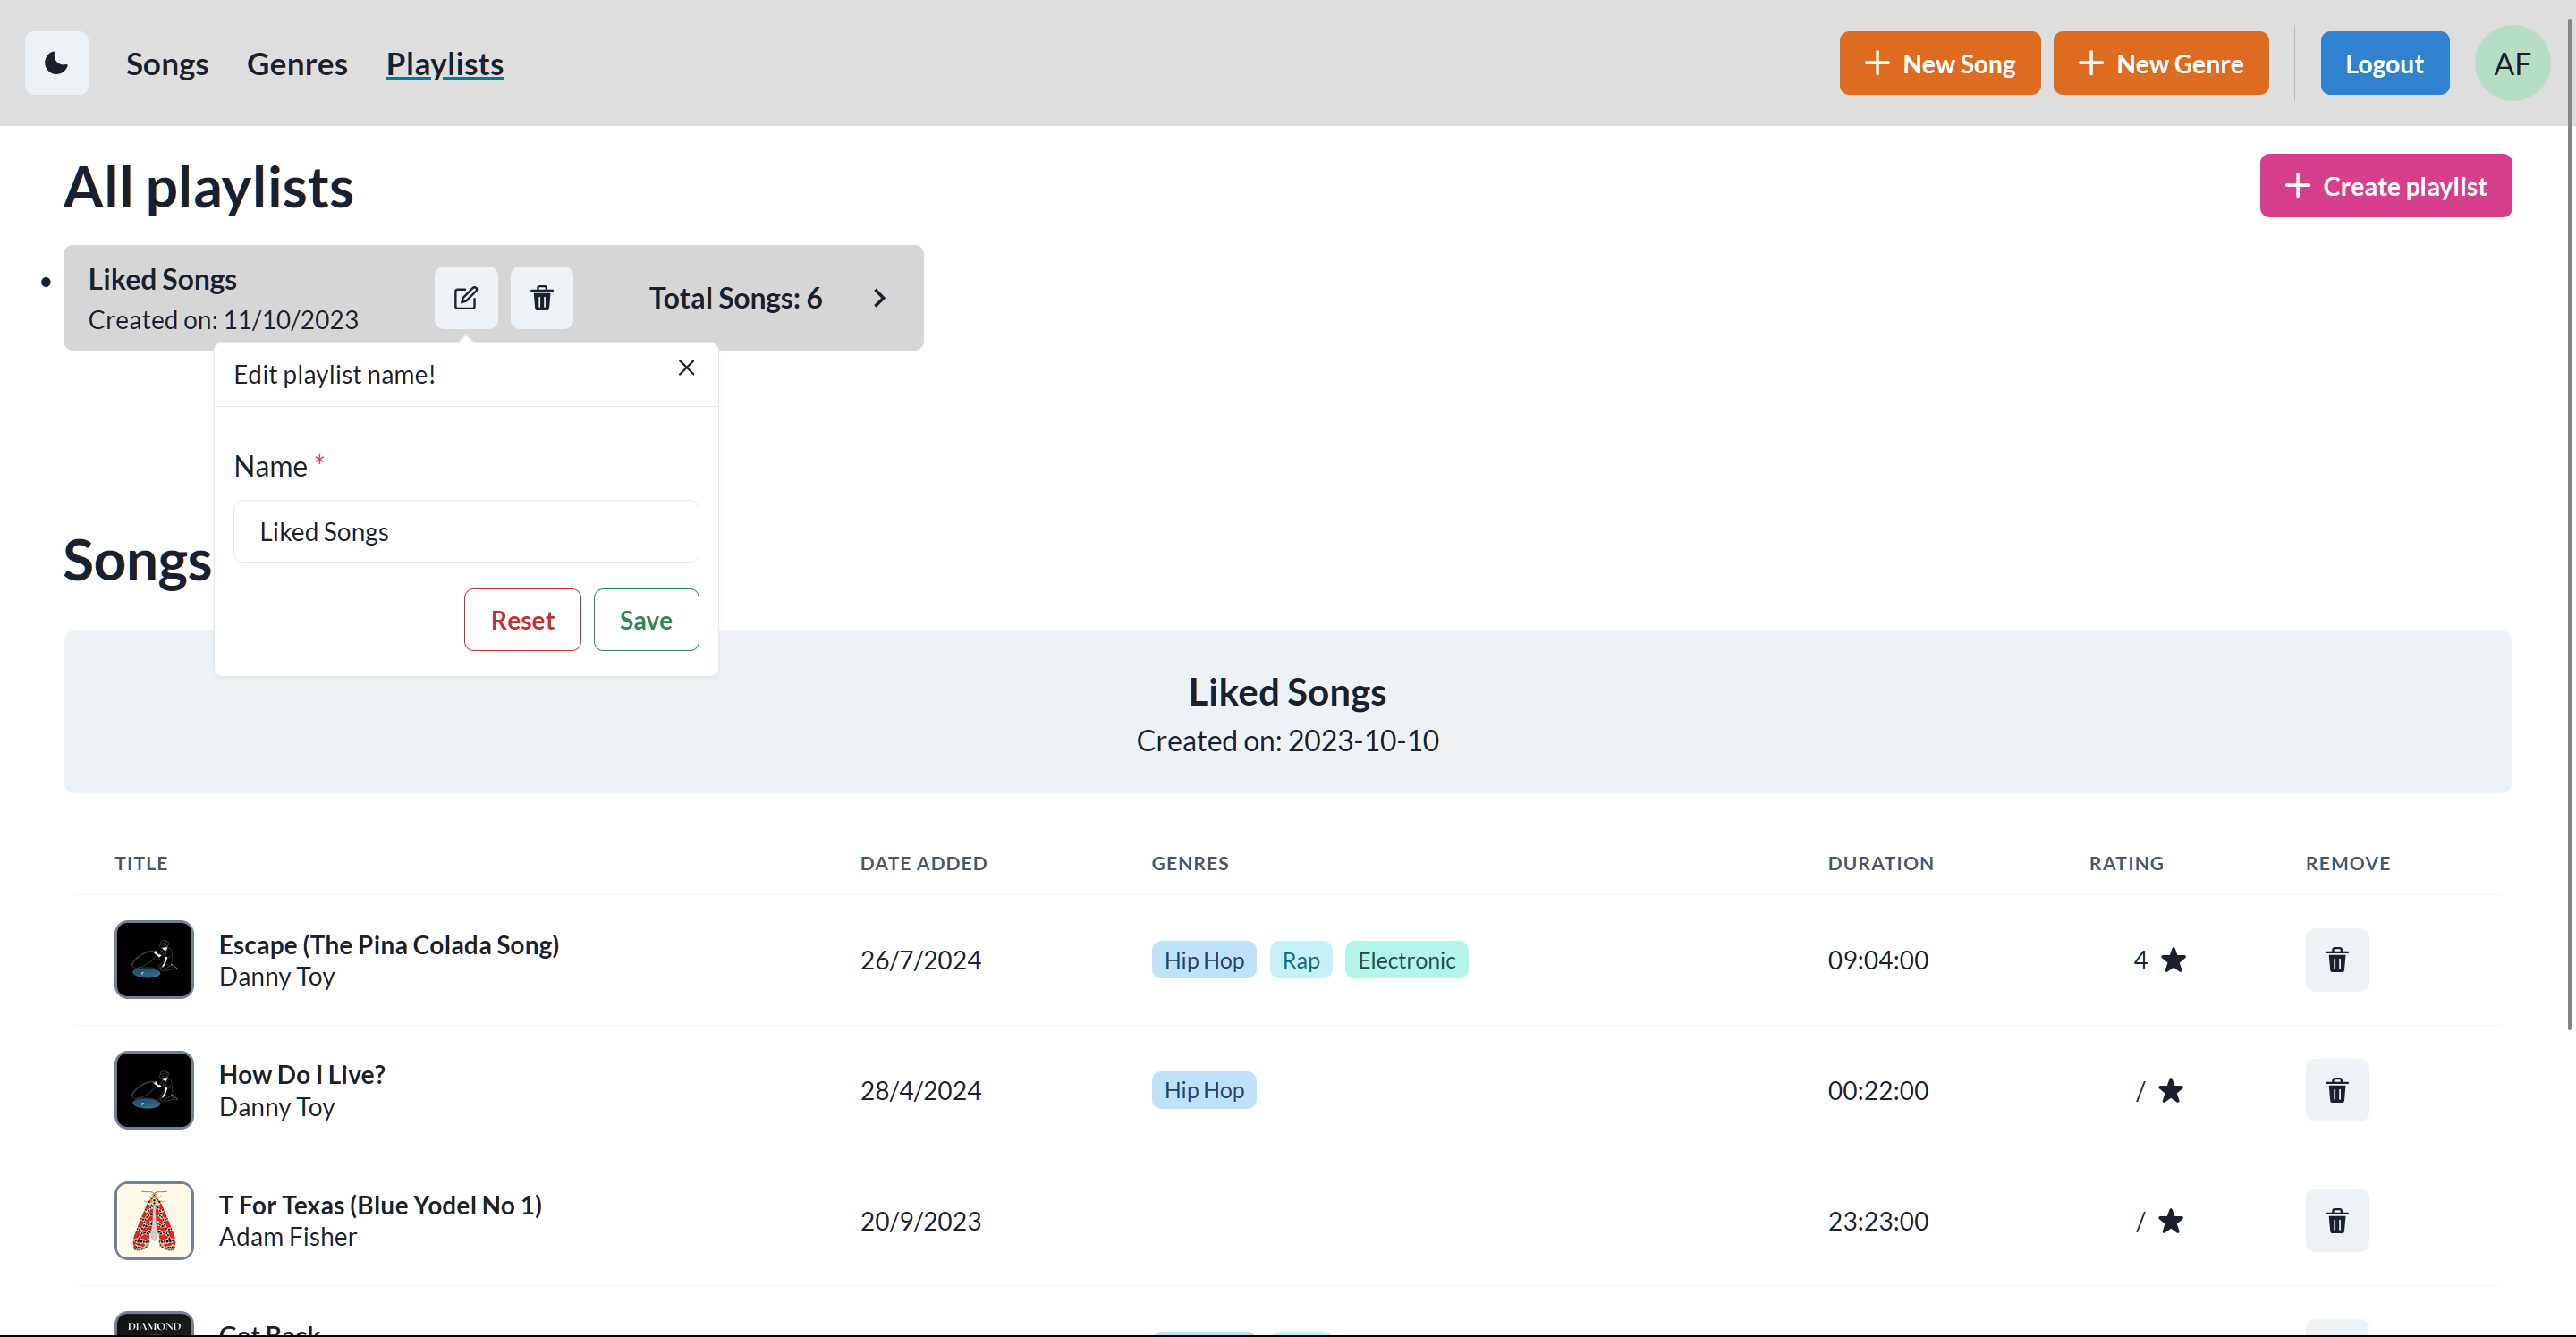 Songs Genres Playlists
New Song New Genre Logout AF
All playlists
Create playlist
Liked Songs
Created on: 11/10/2023
Total Songs: 6
Edit playlist name!
Name *
Liked Songs
Reset Save
Songs
Liked Songs
Created on: 2023-10-10
TITLE DATE ADDED GENRES DURATION RATING REMOVE
Escape (The Pina Colada Song)
Danny Toy
26/7/2024 Hip Hop Rap Electronic 09:04:00 4
How Do I Live?
Danny Toy
28/4/2024 Hip Hop 00:22:00 /
T For Texas (Blue Yodel No 1)
Adam Fisher
20/9/2023 23:23:00 /
DIAMOND
Get Back